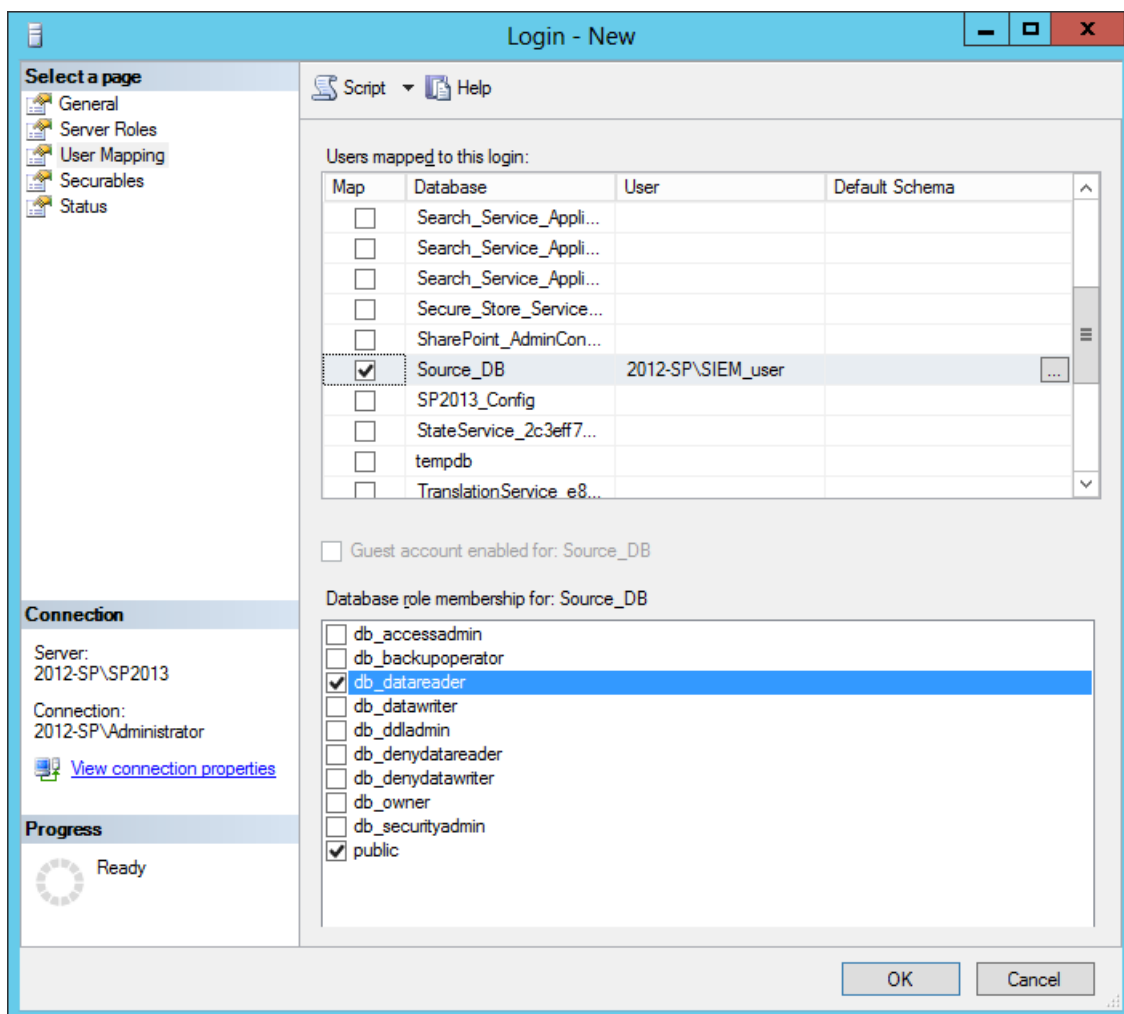 Login - New
Select a page
General
Server Roles
User Mapping
Securables
Status
Script Help
Users mapped to this login:
Map Database User Default Schema
Search_Service_Appli...
Search_Service_Appli...
Search_Service_Appli...
Secure_Store_Service...
SharePoint_AdminCon...
Source_DB 2012-SP\SIEM_user ...
SP2013_Config
StateService_2c3eff7...
tempdb
TranslationService_e8...
Guest account enabled for: Source_DB
Database role membership for: Source_DB
db_accessadmin
db_backupoperator
db_datareader
db_datawriter
db_ddladmin
db_denydatareader
db_denydatawriter
db_owner
db_securityadmin
public
Connection
Server:
2012-SP\SP2013
Connection:
2012-SP\Administrator
View connection properties
Progress
Ready
OK Cancel